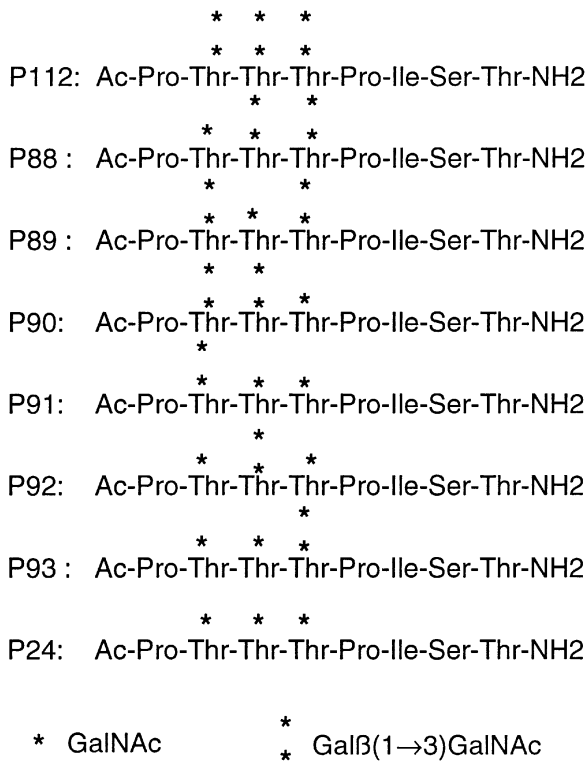 * * *
* * *
P112: Ac-Pro-Thr-Thr-Thr-Pro-Ile-Ser-Thr-NH2
* *
* * *
P88 : Ac-Pro-Thr-Thr-Thr-Pro-Ile-Ser-Thr-NH2
* *
* * *
P89 : Ac-Pro-Thr-Thr-Thr-Pro-Ile-Ser-Thr-NH2
* *
* * *
P90: Ac-Pro-Thr-Thr-Thr-Pro-Ile-Ser-Thr-NH2
*
* * *
P91: Ac-Pro-Thr-Thr-Thr-Pro-Ile-Ser-Thr-NH2
*
* * *
P92: Ac-Pro-Thr-Thr-Thr-Pro-Ile-Ser-Thr-NH2
*
* * *
P93 : Ac-Pro-Thr-Thr-Thr-Pro-Ile-Ser-Thr-NH2
* * *
P24: Ac-Pro-Thr-Thr-Thr-Pro-Ile-Ser-Thr-NH2
*
* GalNAc * Galß(1→3)GalNAc